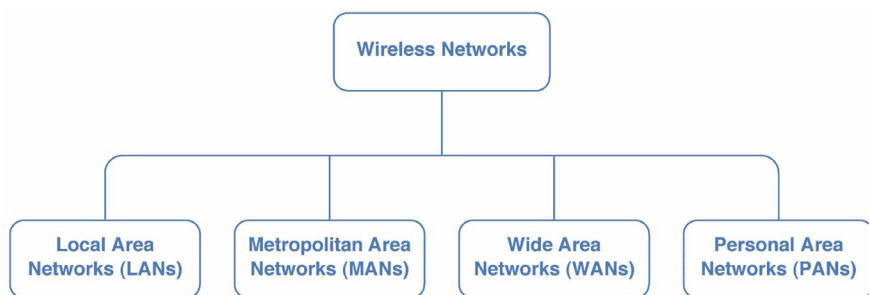 Wireless Networks
Local Area
Networks (LANs)
Metropolitan Area
Networks (MANs)
Wide Area
Networks (WANs)
Personal Area
Networks (PANs)